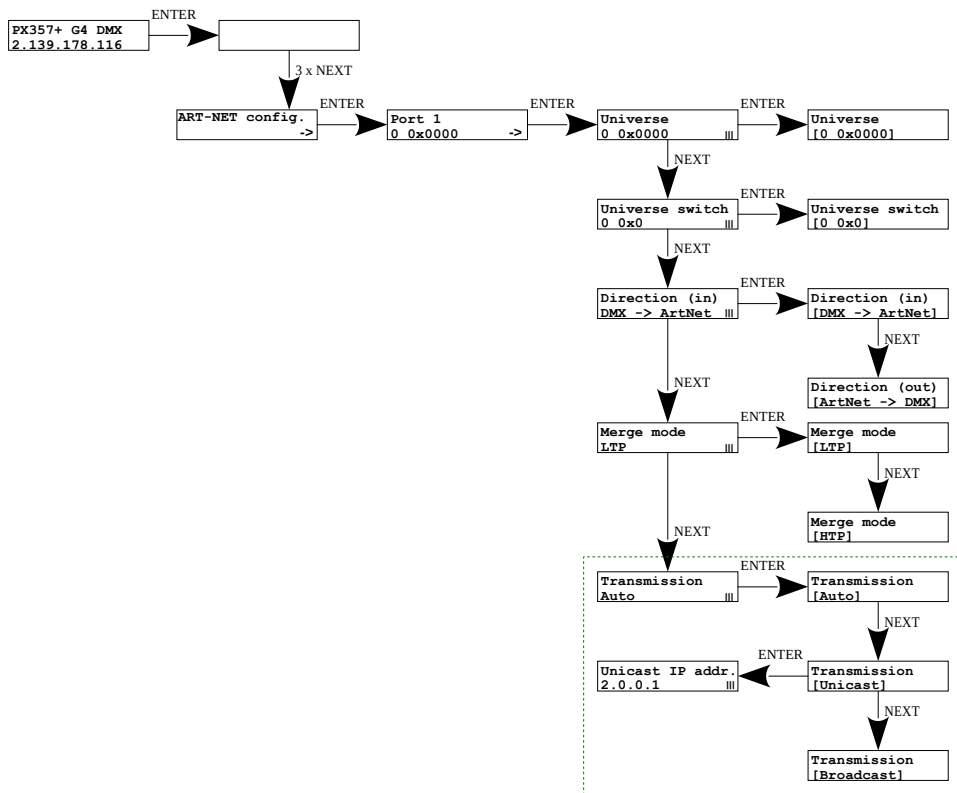 ENTER
PX357+ G4 DMX
2.139.178.116
3 x NEXT
ENTER
ENTER
ENTER
ART-NET config.
->
Port 1
0 0x0000 ->
Universe
0 0x0000
Universe
[0 0x0000]
NEXT
ENTER
Universe switch
0 0x0
Universe switch
[0 0x0]
NEXT
ENTER
Direction (in)
DMX -> ArtNet
Direction (in)
[DMX -> ArtNet]
NEXT
NEXT
Direction (out)
[ArtNet -> DMX]
ENTER
Merge mode
LTP
Merge mode
[LTP]
NEXT
Merge mode
[HTP]
NEXT
ENTER
Transmission
Auto
Transmission
[Auto]
NEXT
ENTER
Unicast IP addr.
2.0.0.1
Transmission
[Unicast]
NEXT
Transmission
[Broadcast]